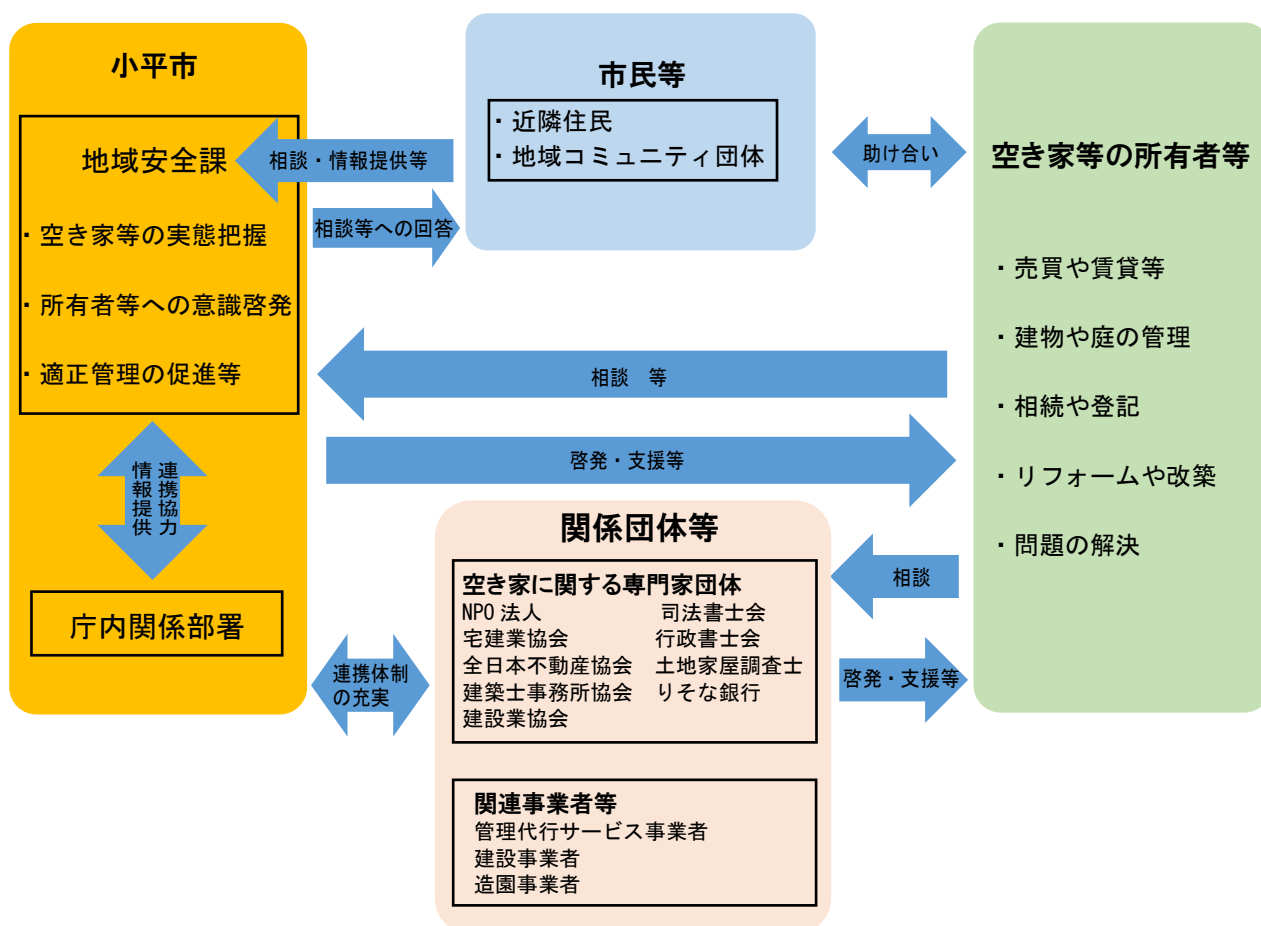 小平市
地域安全課
・空き家等の実態把握
・所有者等への意識啓発
・適正管理の促進等
連携協力
情報提供
庁内関係部署
相談・情報提供等
相談等への回答
市民等
・近隣住民
・地域コミュニティ団体
助け合い
空き家等の所有者等
・売買や賃貸等
・建物や庭の管理
・相続や登記
・リフォームや改築
・問題の解決
相談　等
啓発・支援等
連携体制
の充実
関係団体等
空き家に関する専門家団体
NPO 法人
宅建業協会
全日本不動産協会
建築士事務所協会
建設業協会
司法書士会
行政書士会
土地家屋調査士
りそな銀行
関連事業者等
管理代行サービス事業者
建設事業者
造園事業者
相談
啓発・支援等